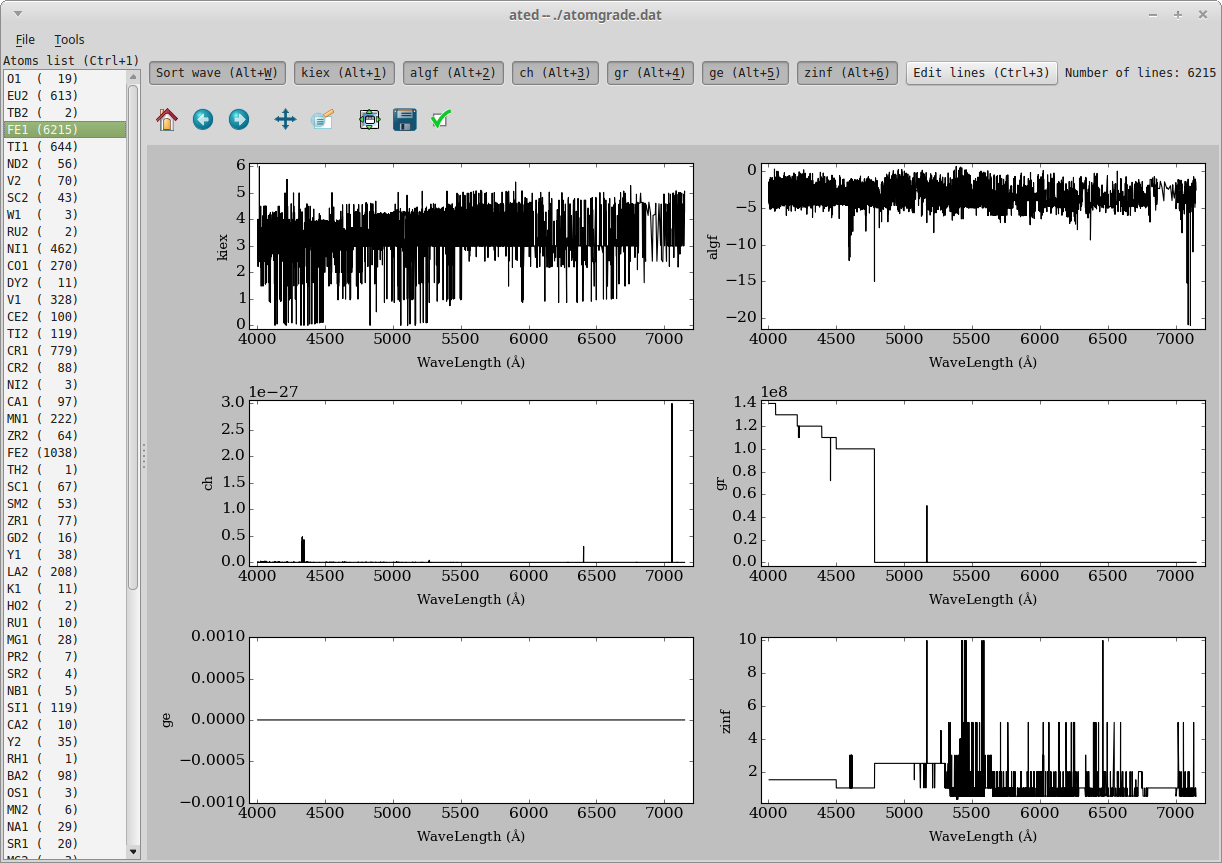 ated -- ./atomgrade.dat
File Tools
Atoms list (Ctrl+1)
O1 ( 19)
EU2 ( 613)
TB2 ( 2)
FE1 (6215)
TI1 ( 644)
ND2 ( 56)
V2 ( 70)
SC2 ( 43)
W1 ( 3)
RU2 ( 2)
NI1 ( 462)
CO1 ( 270)
DY2 ( 11)
V1 ( 328)
CE2 ( 100)
TI2 ( 119)
CR1 ( 779)
CR2 ( 88)
NI2 ( 3)
CA1 ( 97)
MN1 ( 222)
ZR2 ( 64)
FE2 (1038)
TH2 ( 1)
SC1 ( 67)
SM2 ( 53)
ZR1 ( 77)
GD2 ( 16)
Y1 ( 38)
LA2 ( 208)
K1 ( 11)
HO2 ( 2)
RU1 ( 10)
MG1 ( 28)
PR2 ( 7)
SR2 ( 4)
NB1 ( 5)
SI1 ( 119)
CA2 ( 10)
Y2 ( 35)
RH1 ( 1)
BA2 ( 98)
OS1 ( 3)
MN2 ( 6)
NA1 ( 29)
SR1 ( 20)
Sort wave (Alt+W) kiex (Alt+1) algf (Alt+2) ch (Alt+3) gr (Alt+4) ge (Alt+5) zinf (Alt+6) Edit lines (Ctrl+3) Number of lines: 6215
6
5
4
3
2
1
0
kiex
4000 4500 5000 5500 6000 6500 7000
WaveLength (Å)
0
−5
−10
−15
−20
algf
4000 4500 5000 5500 6000 6500 7000
WaveLength (Å)
1e−27
3.0
2.5
2.0
1.5
1.0
0.5
0.0
ch
4000 4500 5000 5500 6000 6500 7000
WaveLength (Å)
1e8
1.4
1.2
1.0
0.8
0.6
0.4
0.2
0.0
gr
4000 4500 5000 5500 6000 6500 7000
WaveLength (Å)
0.0010
0.0005
0.0000
−0.0005
−0.0010
ge
4000 4500 5000 5500 6000 6500 7000
WaveLength (Å)
10
8
6
4
2
zinf
4000 4500 5000 5500 6000 6500 7000
WaveLength (Å)